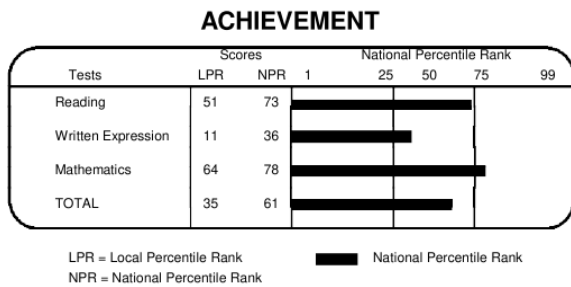 ACHIEVEMENT
Scores National Percentile Rank
Tests LPR NPR 1 25 50 75 99
Reading 51 73
Written Expression 11 36
Mathematics 64 78
TOTAL 35 61
LPR = Local Percentile Rank National Percentile Rank
NPR = National Percentile Rank